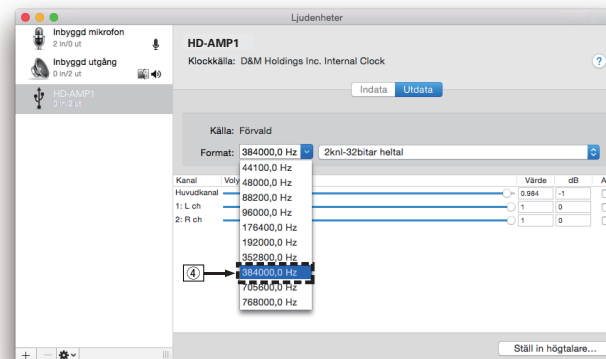 Ljudenheter
Inbyggd mikrofon
2 in/0 ut
Inbyggd utgång
0 in/2 ut
HD-AMP1
0 in/2 ut
HD-AMP1
Klockkälla: D&M Holdings Inc. Internal Clock
?
Indata Utdata
Källa: Förvald
Format: 384000,0 Hz 2knl-32bitar heltal
44100,0 Hz
48000,0 Hz
88200,0 Hz
96000,0 Hz
176400,0 Hz
192000,0 Hz
352800,0 Hz
④ 384000,0 Hz
705600,0 Hz
768000,0 Hz
Kanal Voly Värde dB A
Huvudkanal 0.984 -1
1: L ch 1 0
2: R ch 1 0
Ställ in högtalare...